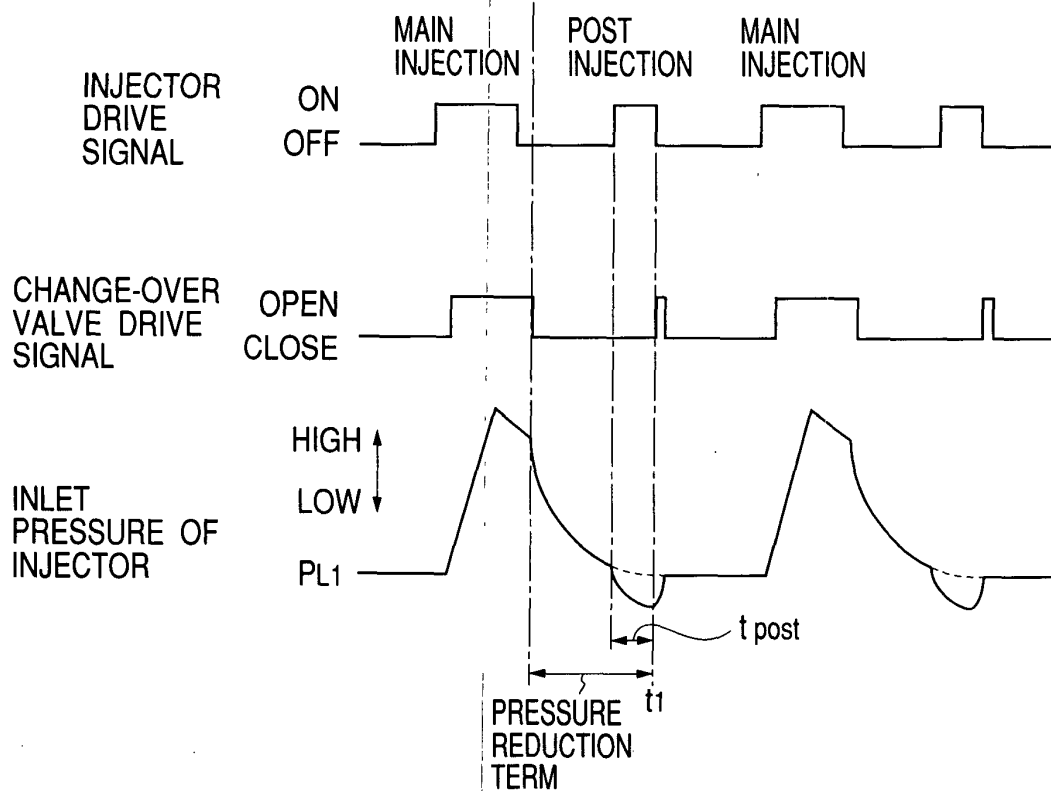 MAIN
INJECTION
POST
INJECTION
MAIN
INJECTION
INJECTOR
DRIVE
SIGNAL
ON
OFF
CHANGE-OVER
VALVE DRIVE
SIGNAL
OPEN
CLOSE
INLET
PRESSURE OF
INJECTOR
HIGH
LOW
PL1
t post
t1
PRESSURE
REDUCTION
TERM